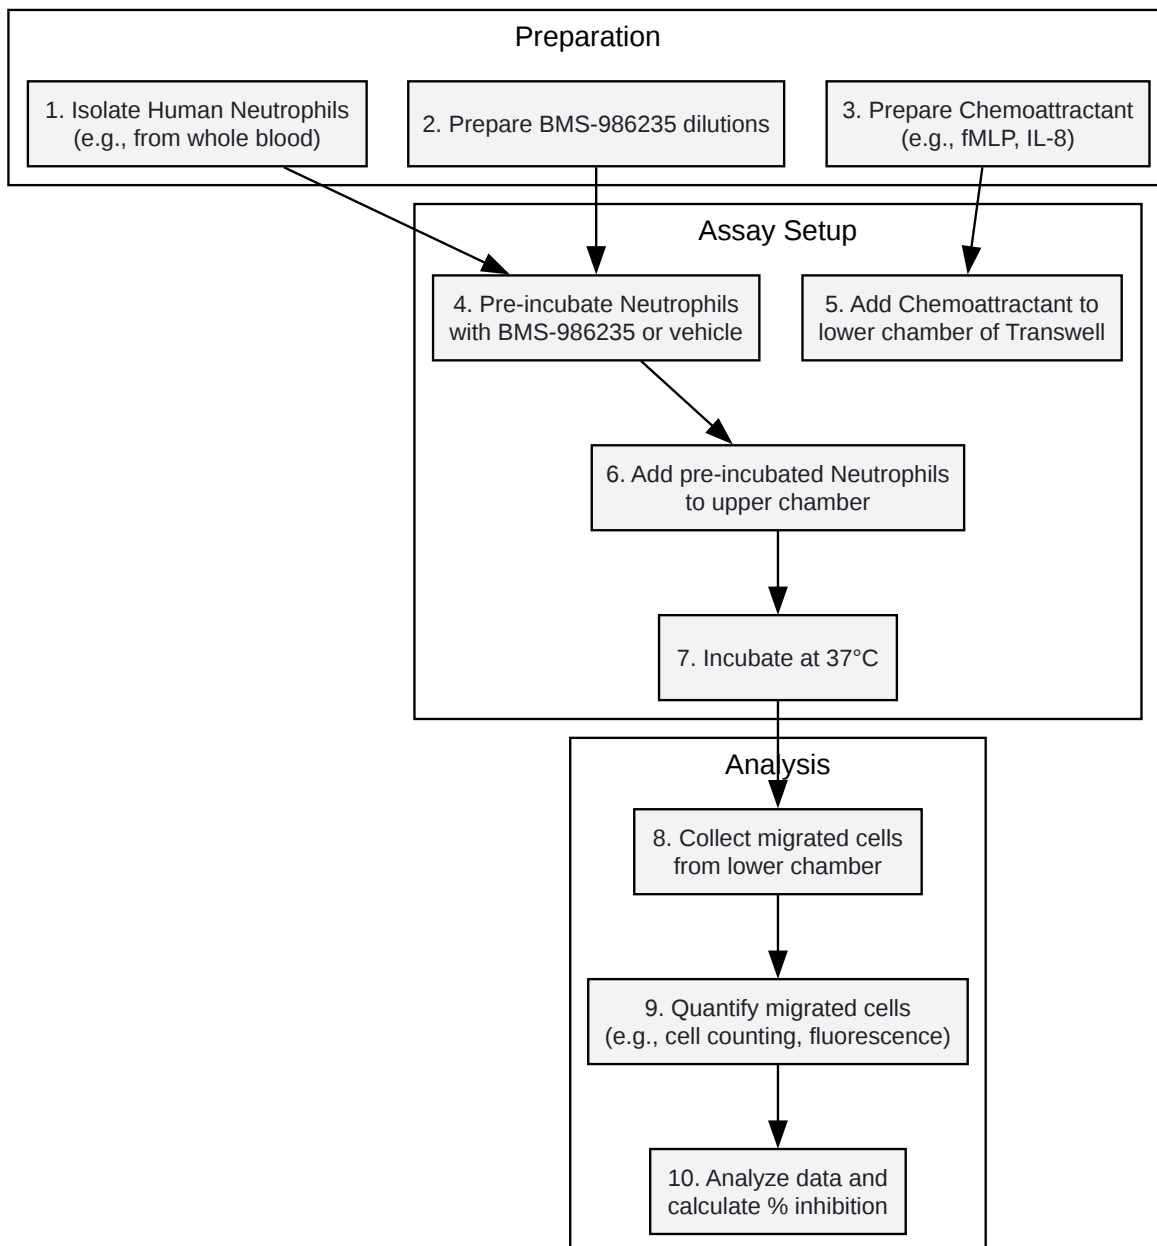 Preparation
1. Isolate Human Neutrophils
(e.g., from whole blood)
2. Prepare BMS-986235 dilutions
3. Prepare Chemoattractant
(e.g., fMLP, IL-8)
Assay Setup
4. Pre-incubate Neutrophils
with BMS-986235 or vehicle
5. Add Chemoattractant to
lower chamber of Transwell
6. Add pre-incubated Neutrophils
to upper chamber
7. Incubate at 37°C
Analysis
8. Collect migrated cells
from lower chamber
9. Quantify migrated cells
(e.g., cell counting, fluorescence)
10. Analyze data and
calculate % inhibition